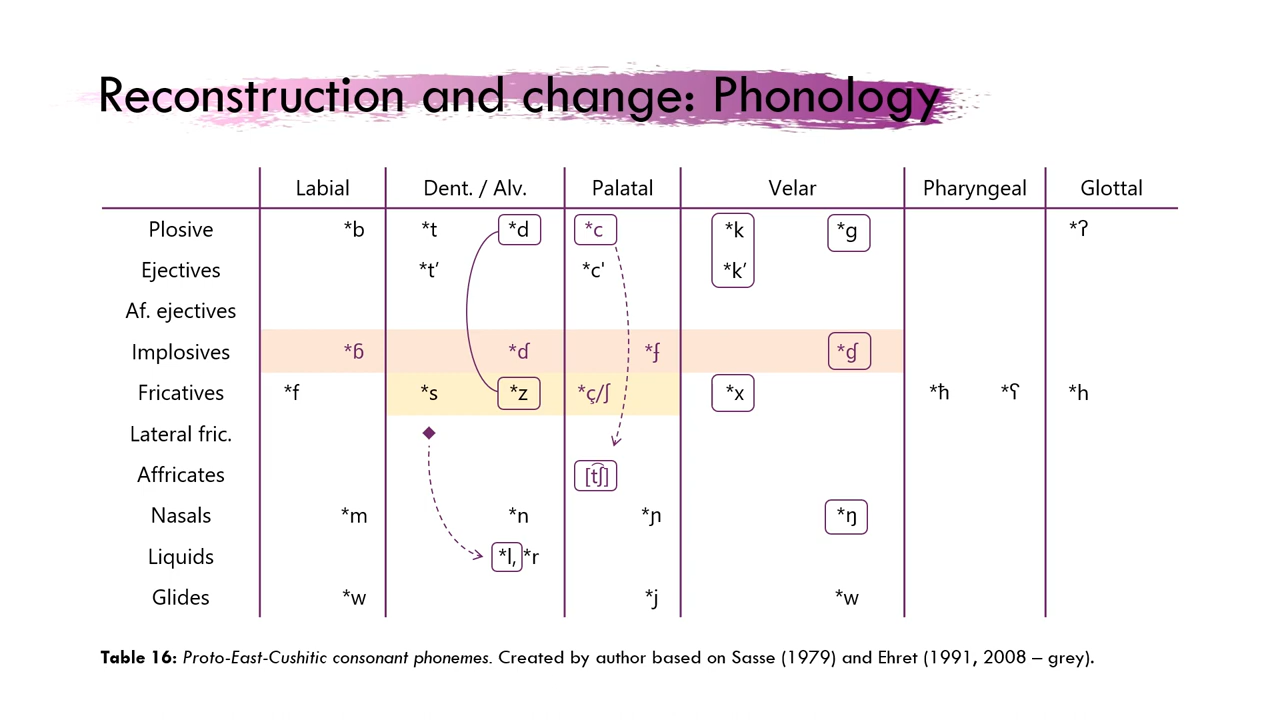 Reconstruction and change: Phonology
Labial Dent. / Alv. Palatal Velar Pharyngeal Glottal
Plosive *b *t *d *c *k *g *ʔ
Ejectives *t′ *c' *k′
Af. ejectives
Implosives *ɓ *ɗ *ʄ *ɠ
Fricatives *f *s *z *ç/ʃ *x *ħ *ʕ *h
Lateral fric.
Affricates [t͡ʃ]
Nasals *m *n *ɲ *ŋ
Liquids *l, *r
Glides *w *j *w
Table 16: Proto-East-Cushitic consonant phonemes. Created by author based on Sasse (1979) and Ehret (1991, 2008 – grey).